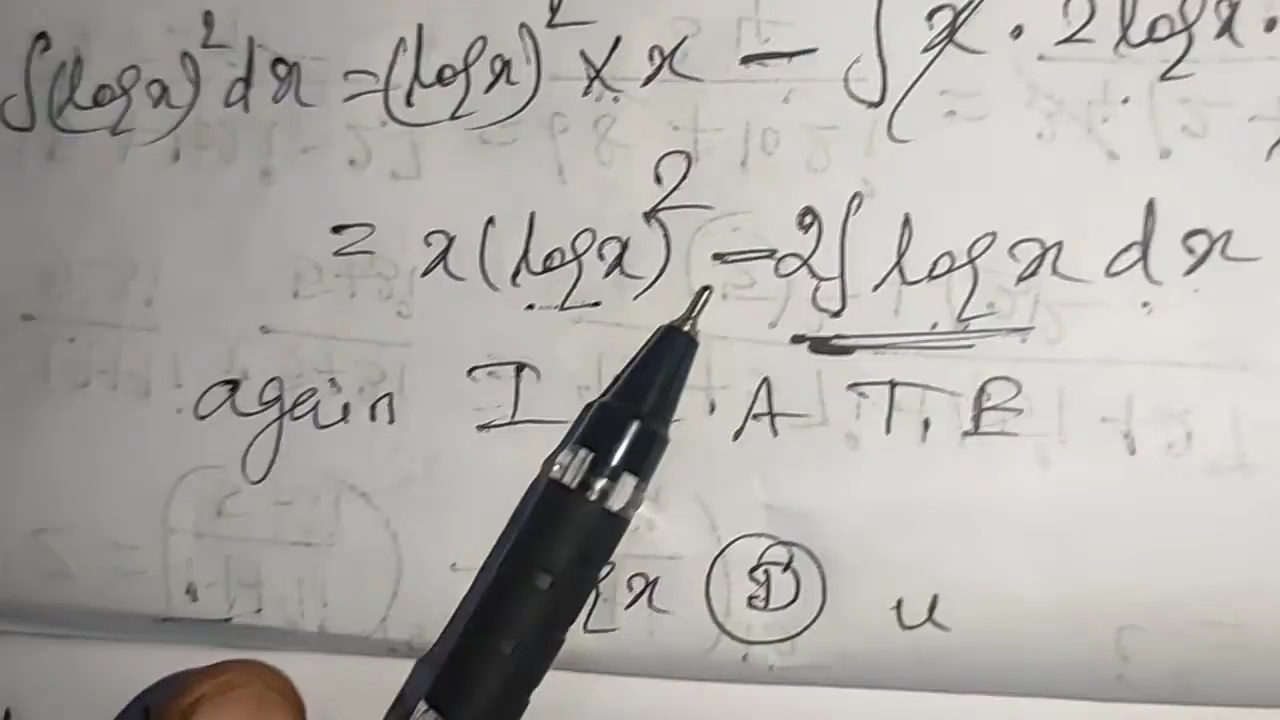 ∫(log x)² dx = (log x)² × x − ∫(x · 2 log x ·
= x(log x)² − 2∫ log x dx
again I A T. E
x D u